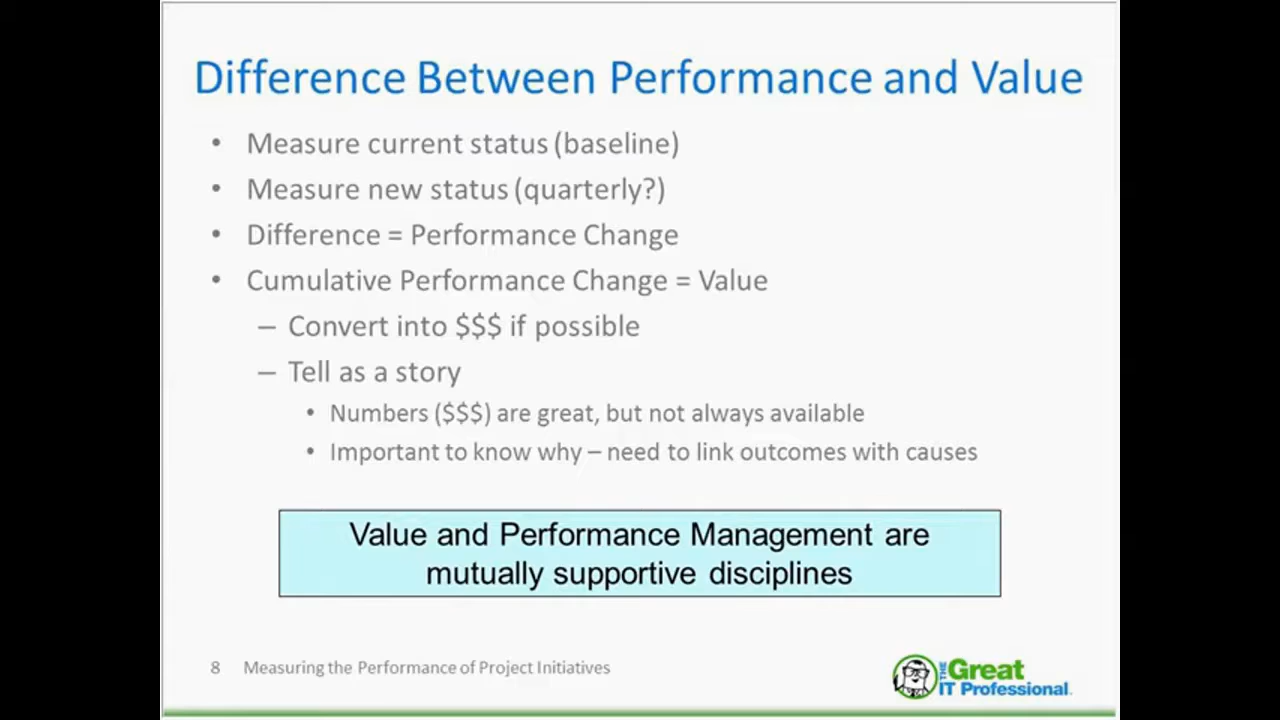 Difference Between Performance and Value
• Measure current status (baseline)
• Measure new status (quarterly?)
• Difference = Performance Change
• Cumulative Performance Change = Value
– Convert into $$$ if possible
– Tell as a story
• Numbers ($$$) are great, but not always available
• Important to know why – need to link outcomes with causes
Value and Performance Management are
mutually supportive disciplines
8 Measuring the Performance of Project Initiatives
THE Great
IT Professional